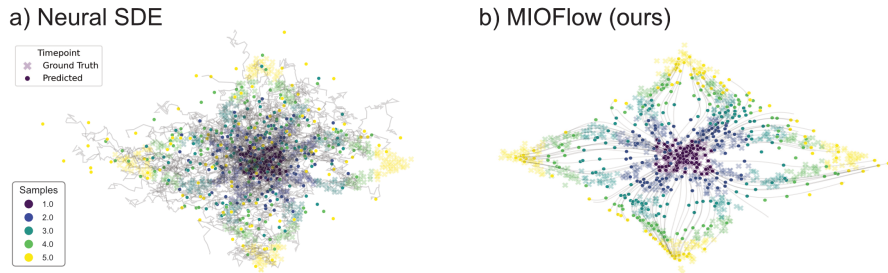 a) Neural SDE
b) MIOFlow (ours)
Timepoint
Ground Truth
Predicted
Samples
1.0
2.0
3.0
4.0
5.0